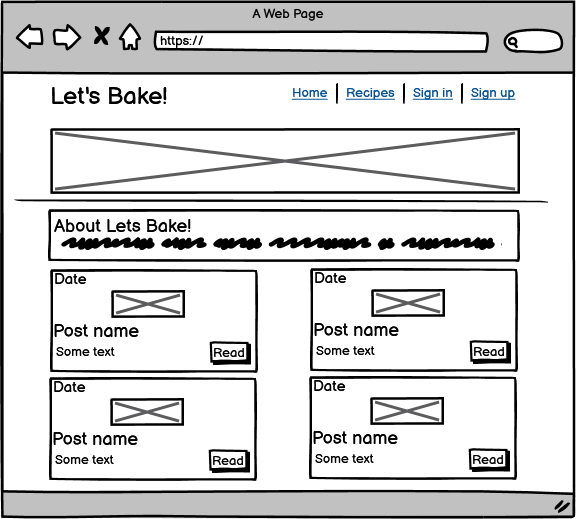 A Web Page
https://
Let's Bake!
Home Recipes Sign in Sign up
About Lets Bake!
Date
Post name
Some text
Read
Date
Post name
Some text
Read
Date
Post name
Some text
Read
Date
Post name
Some text
Read